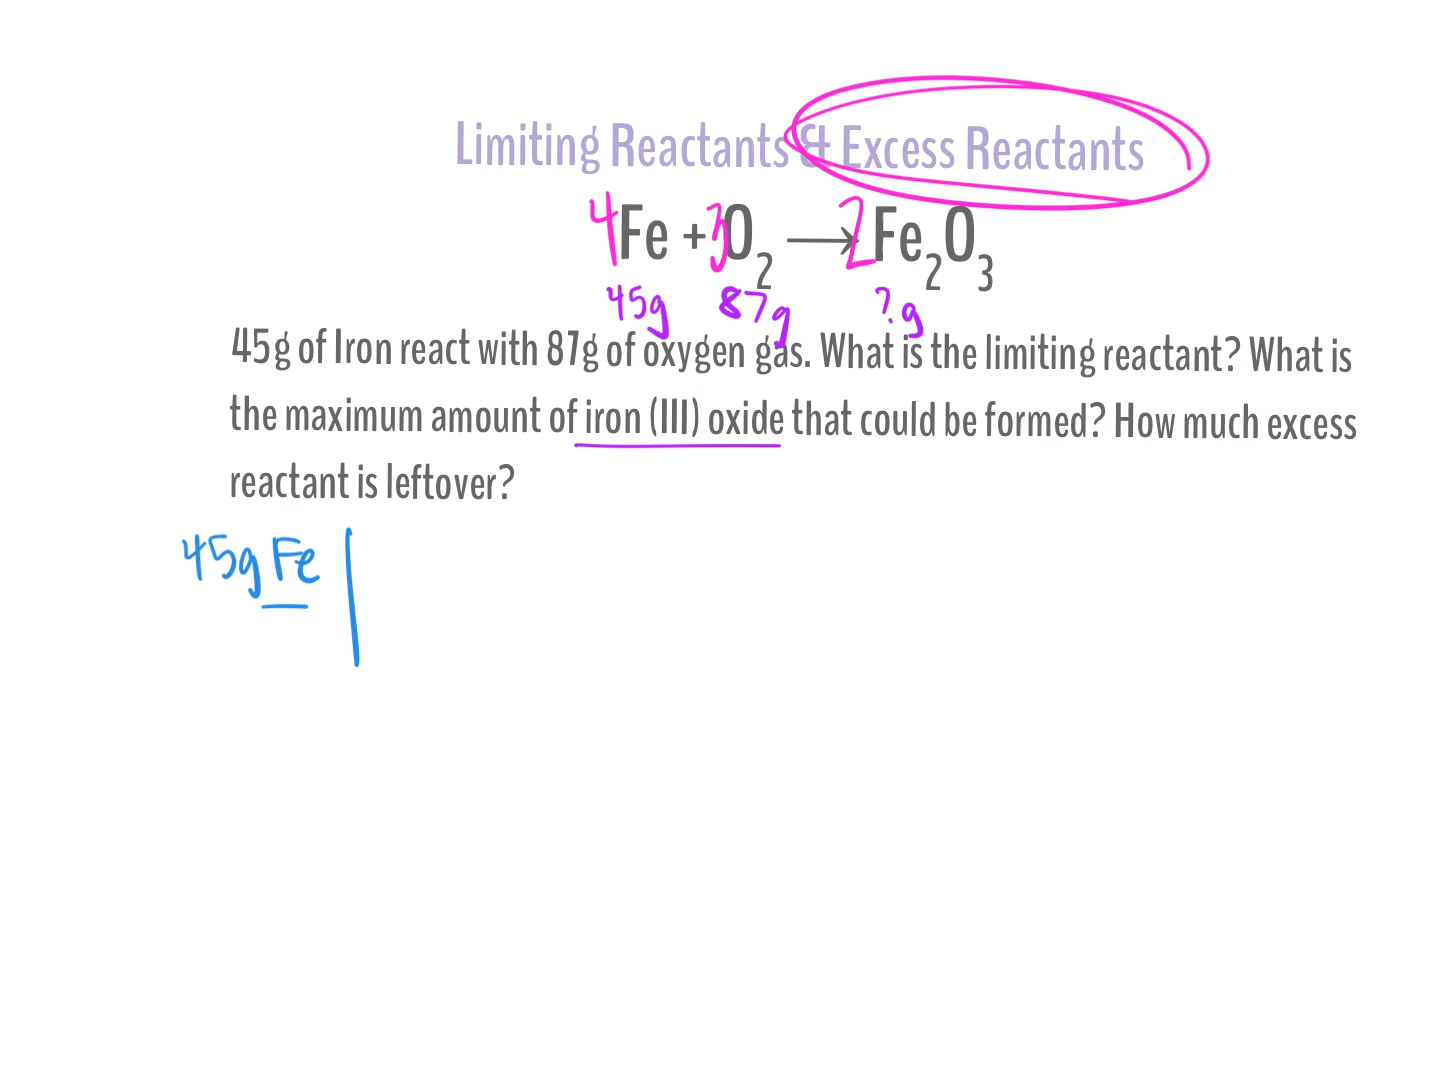 Limiting Reactants & Excess Reactants
4Fe + 3O2 → 2Fe2O3
45g 87g ? g
45g of Iron react with 87g of oxygen gas. What is the limiting reactant? What is
the maximum amount of iron (III) oxide that could be formed? How much excess
reactant is leftover?
45g Fe